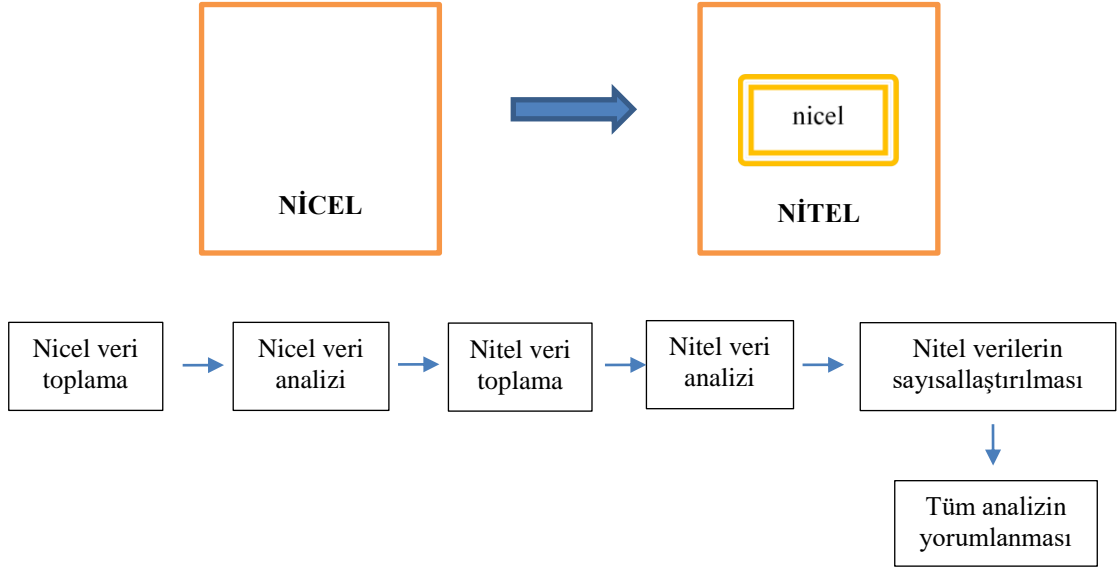 nicel
NİCEL
NİTEL
Nicel veri
toplama
Nicel veri
analizi
Nitel veri
toplama
Nitel veri
analizi
Nitel verilerin
sayısallaştırılması
Tüm analizin
yorumlanması